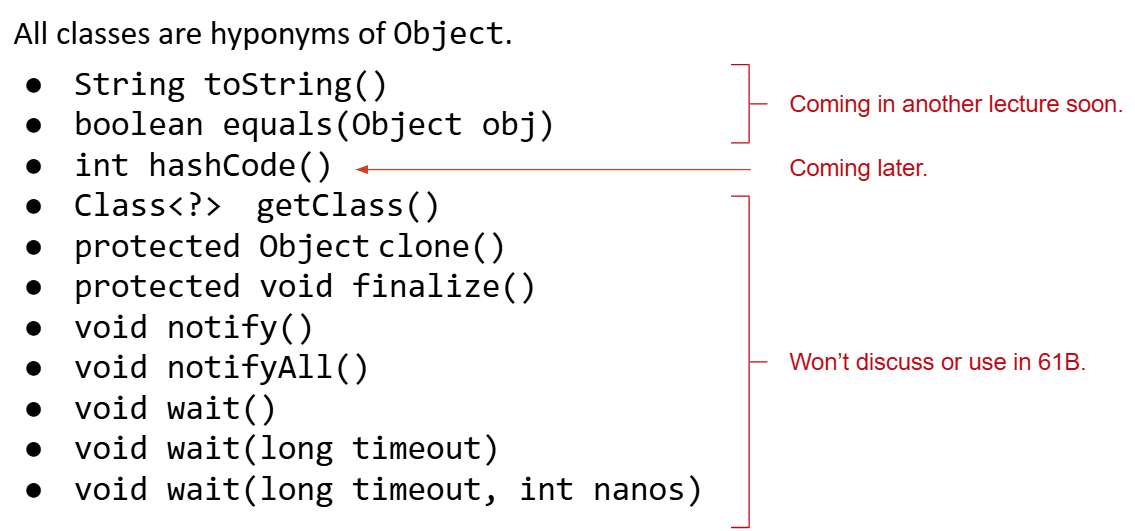 All classes are hyponyms of Object.
● String toString()
● boolean equals(Object obj)
Coming in another lecture soon.
● int hashCode()
Coming later.
● Class<?> getClass()
● protected Object clone()
● protected void finalize()
● void notify()
● void notifyAll()
● void wait()
● void wait(long timeout)
● void wait(long timeout, int nanos)
Won’t discuss or use in 61B.